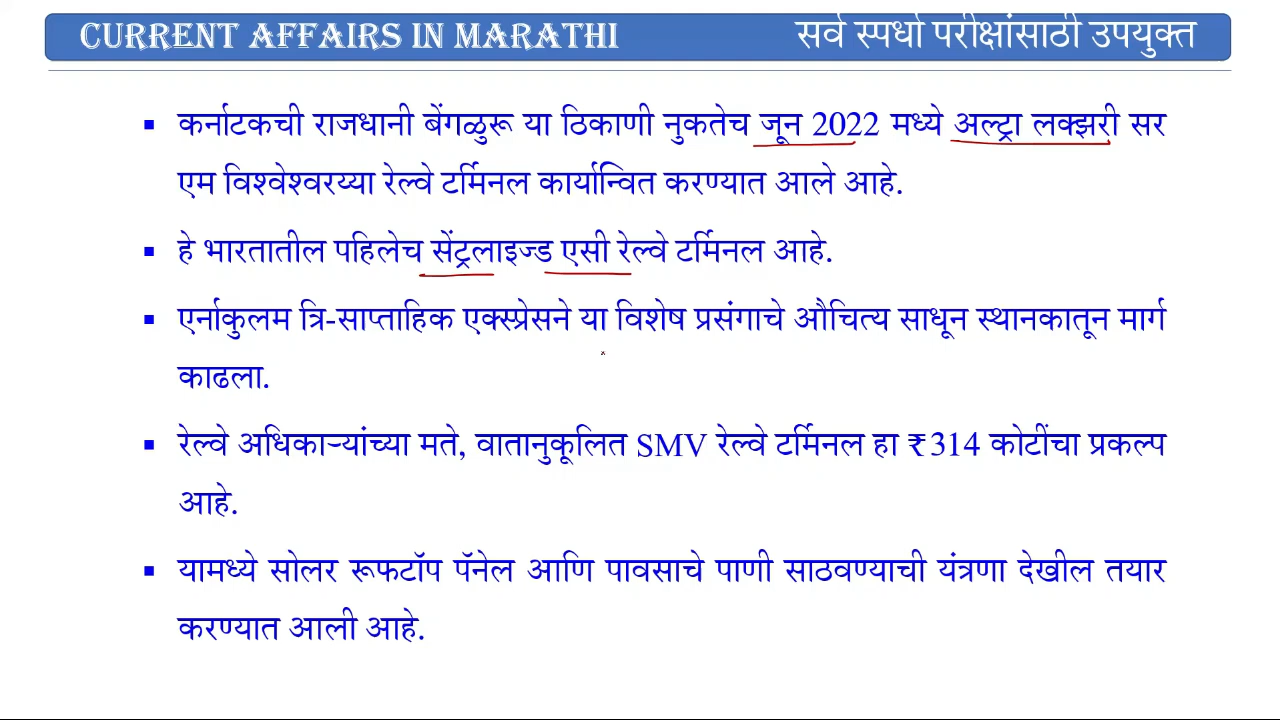 CURRENT AFFAIRS IN MARATHI
सर्व स्पर्धा परीक्षांसाठी उपयुक्त
▪ कर्नाटकची राजधानी बेंगळुरू या ठिकाणी नुकतेच जून 2022 मध्ये अल्ट्रा लक्झरी सर
एम विश्वेश्वरय्या रेल्वे टर्मिनल कार्यान्वित करण्यात आले आहे.
▪ हे भारतातील पहिलेच सेंट्रलाइज्ड एसी रेल्वे टर्मिनल आहे.
▪ एर्नाकुलम त्रि-साप्ताहिक एक्स्प्रेसने या विशेष प्रसंगाचे औचित्य साधून स्थानकातून मार्ग
काढला.
▪ रेल्वे अधिकाऱ्यांच्या मते, वातानुकूलित SMV रेल्वे टर्मिनल हा ₹314 कोटींचा प्रकल्प
आहे.
▪ यामध्ये सोलर रूफटॉप पॅनेल आणि पावसाचे पाणी साठवण्याची यंत्रणा देखील तयार
करण्यात आली आहे.